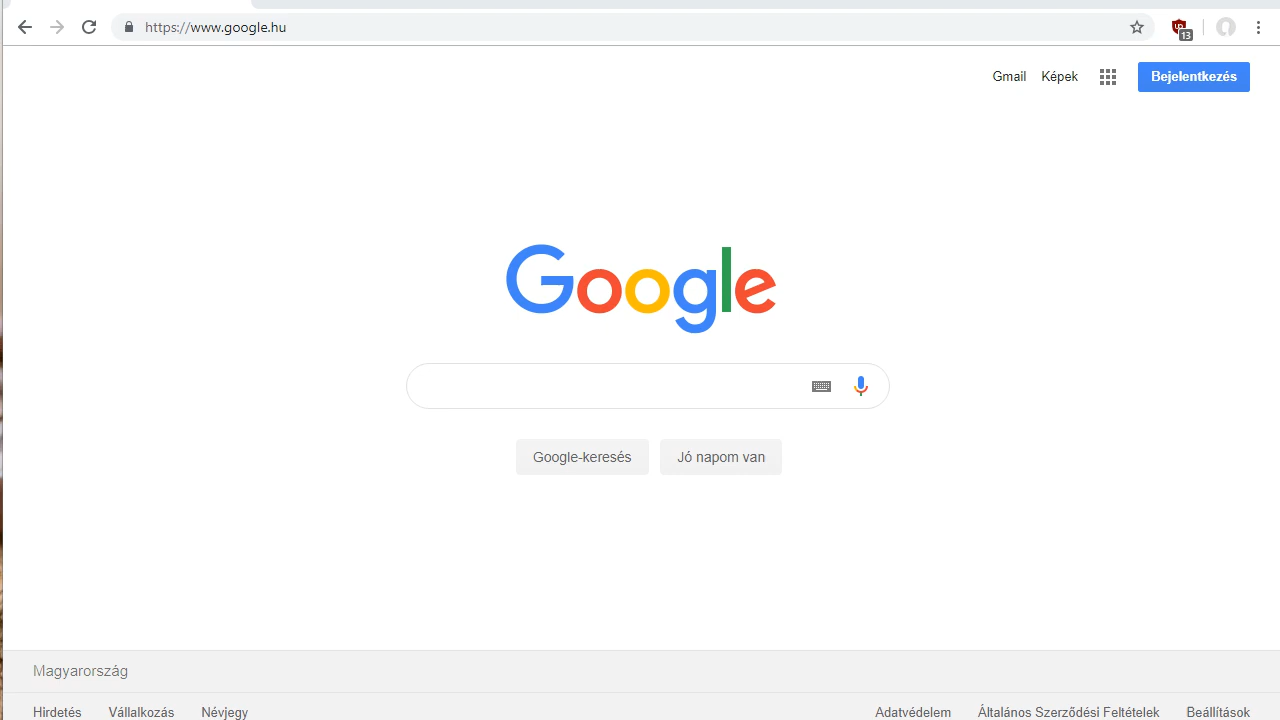 https://www.google.hu
13
Gmail Képek Bejelentkezés
Google
Google-keresés Jó napom van
Magyarország
Hirdetés Vállalkozás Névjegy Adatvédelem Általános Szerződési Feltételek Beállítások